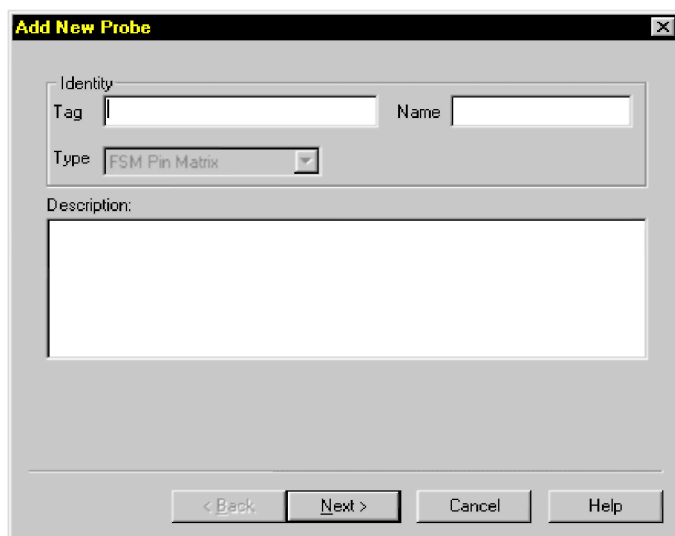 Add New Probe
Identity
Tag
Name
Type FSM Pin Matrix
Description:
< Back Next > Cancel Help